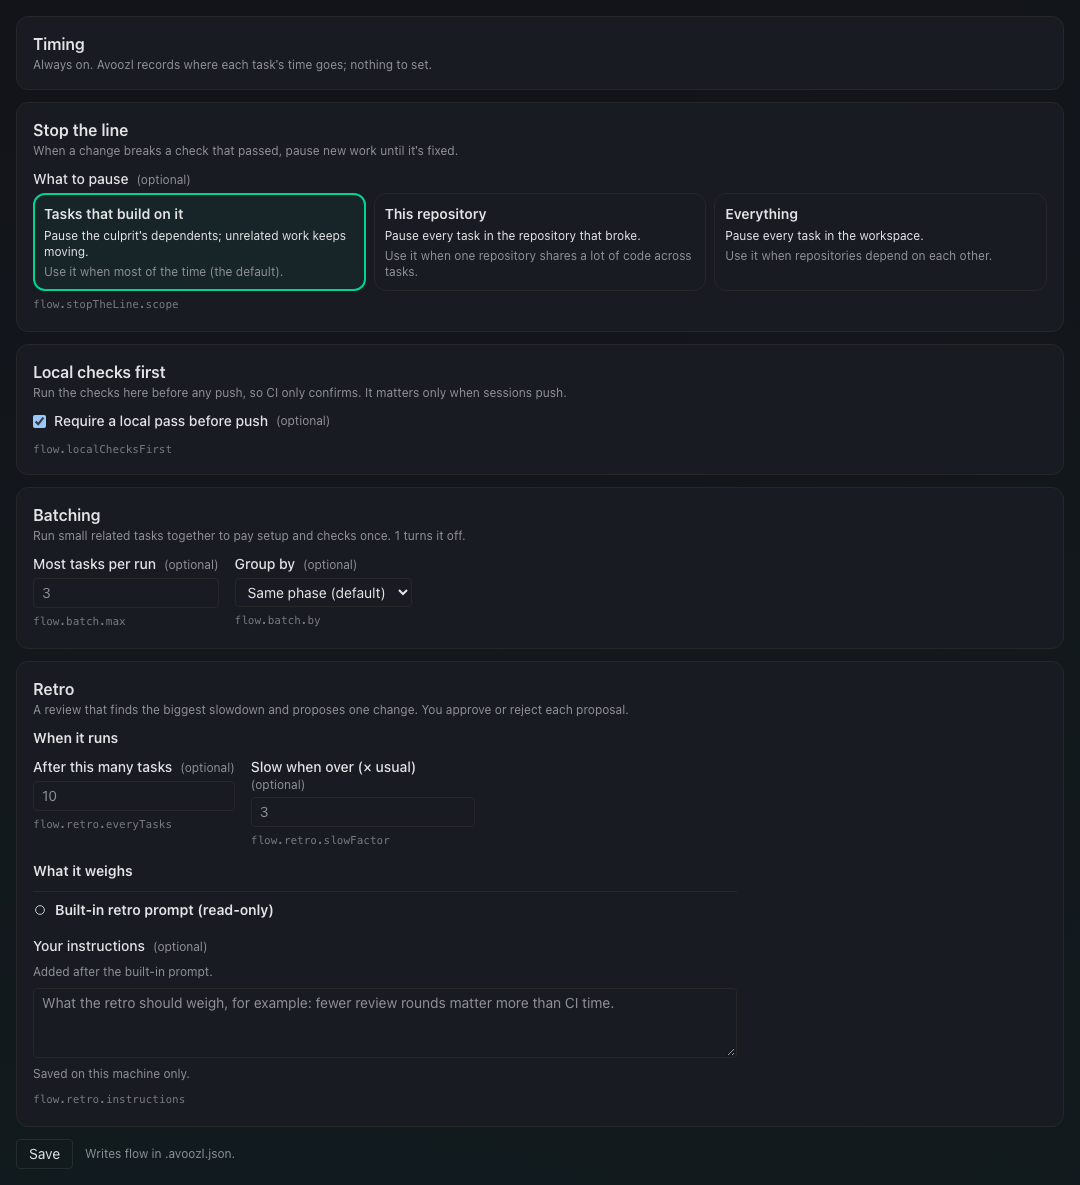 Timing
Always on. Avoozl records where each task's time goes; nothing to set.
Stop the line
When a change breaks a check that passed, pause new work until it's fixed.
What to pause (optional)
Tasks that build on it
Pause the culprit's dependents; unrelated work keeps
moving.
Use it when most of the time (the default).
This repository
Pause every task in the repository that broke.
Use it when one repository shares a lot of code across
tasks.
Everything
Pause every task in the workspace.
Use it when repositories depend on each other.
flow.stopTheLine.scope
Local checks first
Run the checks here before any push, so CI only confirms. It matters only when sessions push.
Require a local pass before push (optional)
flow.localChecksFirst
Batching
Run small related tasks together to pay setup and checks once. 1 turns it off.
Most tasks per run (optional)
3
flow.batch.max
Group by (optional)
Same phase (default)
flow.batch.by
Retro
A review that finds the biggest slowdown and proposes one change. You approve or reject each proposal.
When it runs
After this many tasks (optional)
10
flow.retro.everyTasks
Slow when over (× usual)
(optional)
3
flow.retro.slowFactor
What it weighs
Built-in retro prompt (read-only)
Your instructions (optional)
Added after the built-in prompt.
What the retro should weigh, for example: fewer review rounds matter more than CI time.
Saved on this machine only.
flow.retro.instructions
Save
Writes flow in .avoozl.json.